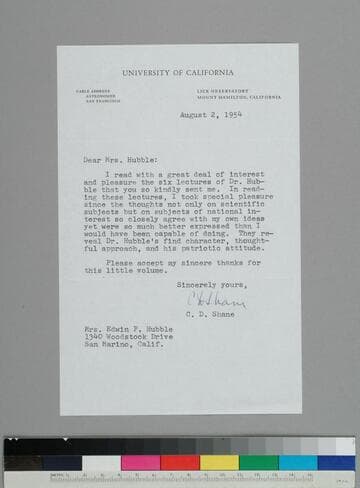 UNIVERSITY OF CALIFORNIA
CABLE ADDRESS
ASTRONOMER
SAN FRANCISCO
LICK OBSERVATORY
MOUNT HAMILTON, CALIFORNIA
August 2, 1954
Dear Mrs. Hubble:
I read with a great deal of interest
and pleasure the six lectures of Dr. Hub-
ble that you so kindly sent me. In read-
ing these lectures, I took special pleasure
since the thoughts not only on scientific
subjects but on subjects of national in-
terest so closely agree with my own ideas
yet were so much better expressed than I
would have been capable of doing. They re-
veal Dr. Hubble's find character, thought-
ful approach, and his patriotic attitude.
Please accept my sincere thanks for
this little volume.
Sincerely yours,
CDShane
C. D. Shane
Mrs. Edwin P. Hubble
1340 Woodstock Drive
San Marino, Calif.